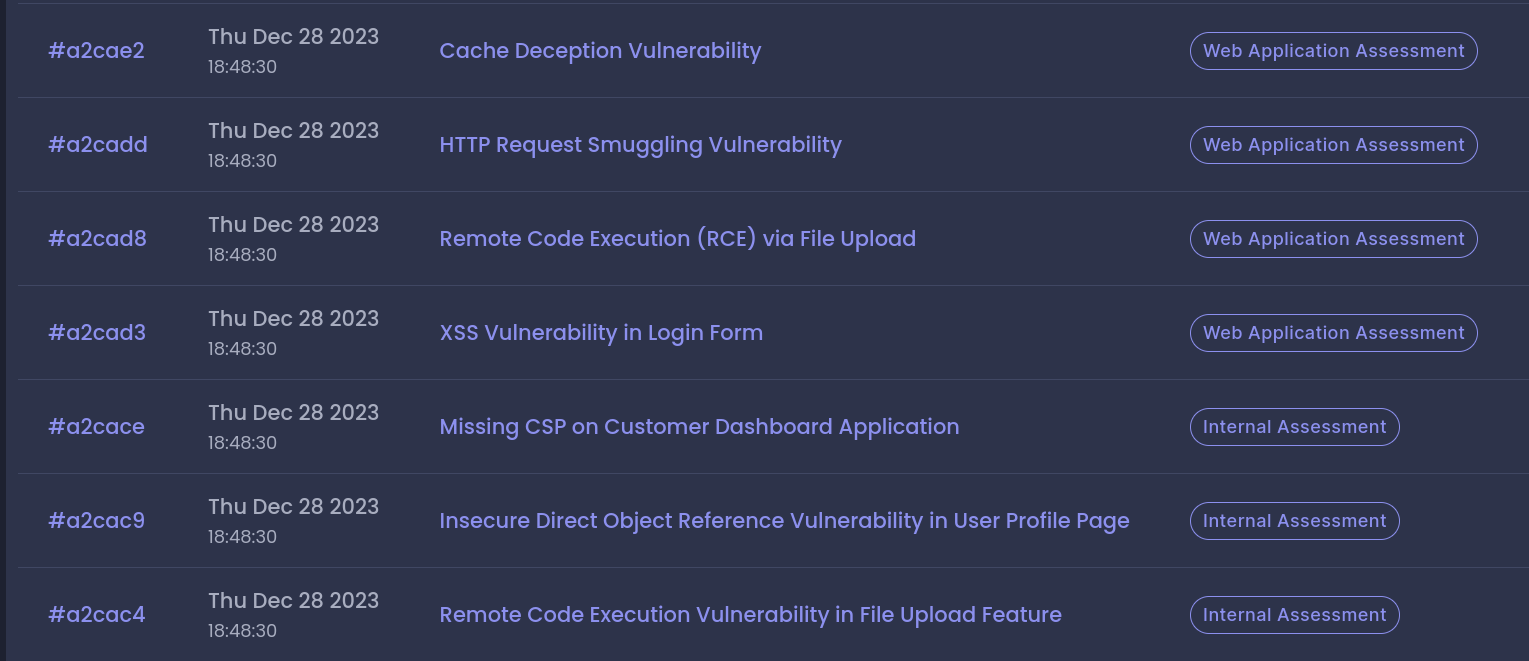 #a2cae2 Thu Dec 28 2023 Cache Deception Vulnerability Web Application Assessment
18:48:30
#a2cadd Thu Dec 28 2023 HTTP Request Smuggling Vulnerability Web Application Assessment
18:48:30
#a2cad8 Thu Dec 28 2023 Remote Code Execution (RCE) via File Upload Web Application Assessment
18:48:30
#a2cad3 Thu Dec 28 2023 XSS Vulnerability in Login Form Web Application Assessment
18:48:30
#a2cace Thu Dec 28 2023 Missing CSP on Customer Dashboard Application Internal Assessment
18:48:30
#a2cac9 Thu Dec 28 2023 Insecure Direct Object Reference Vulnerability in User Profile Page Internal Assessment
18:48:30
#a2cac4 Thu Dec 28 2023 Remote Code Execution Vulnerability in File Upload Feature Internal Assessment
18:48:30